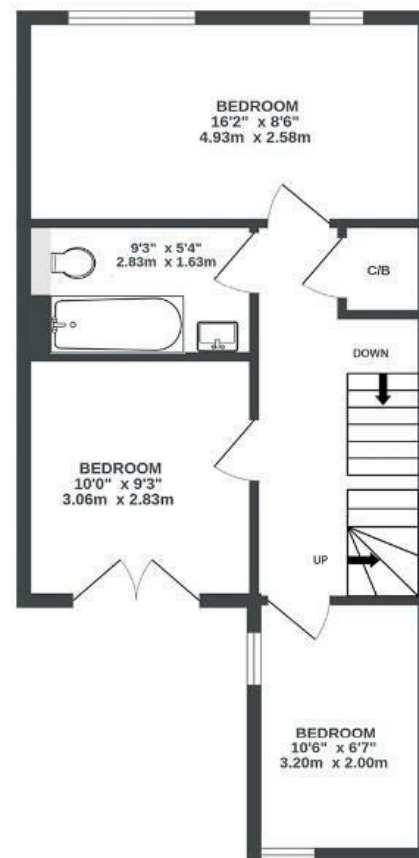 BEDROOM
16'2" x 8'6"
4.93m x 2.58m
9'3" x 5'4"
2.83m x 1.63m
C/B
DOWN
BEDROOM
10'0" x 9'3"
3.06m x 2.83m
UP
BEDROOM
10'6" x 6'7"
3.20m x 2.00m